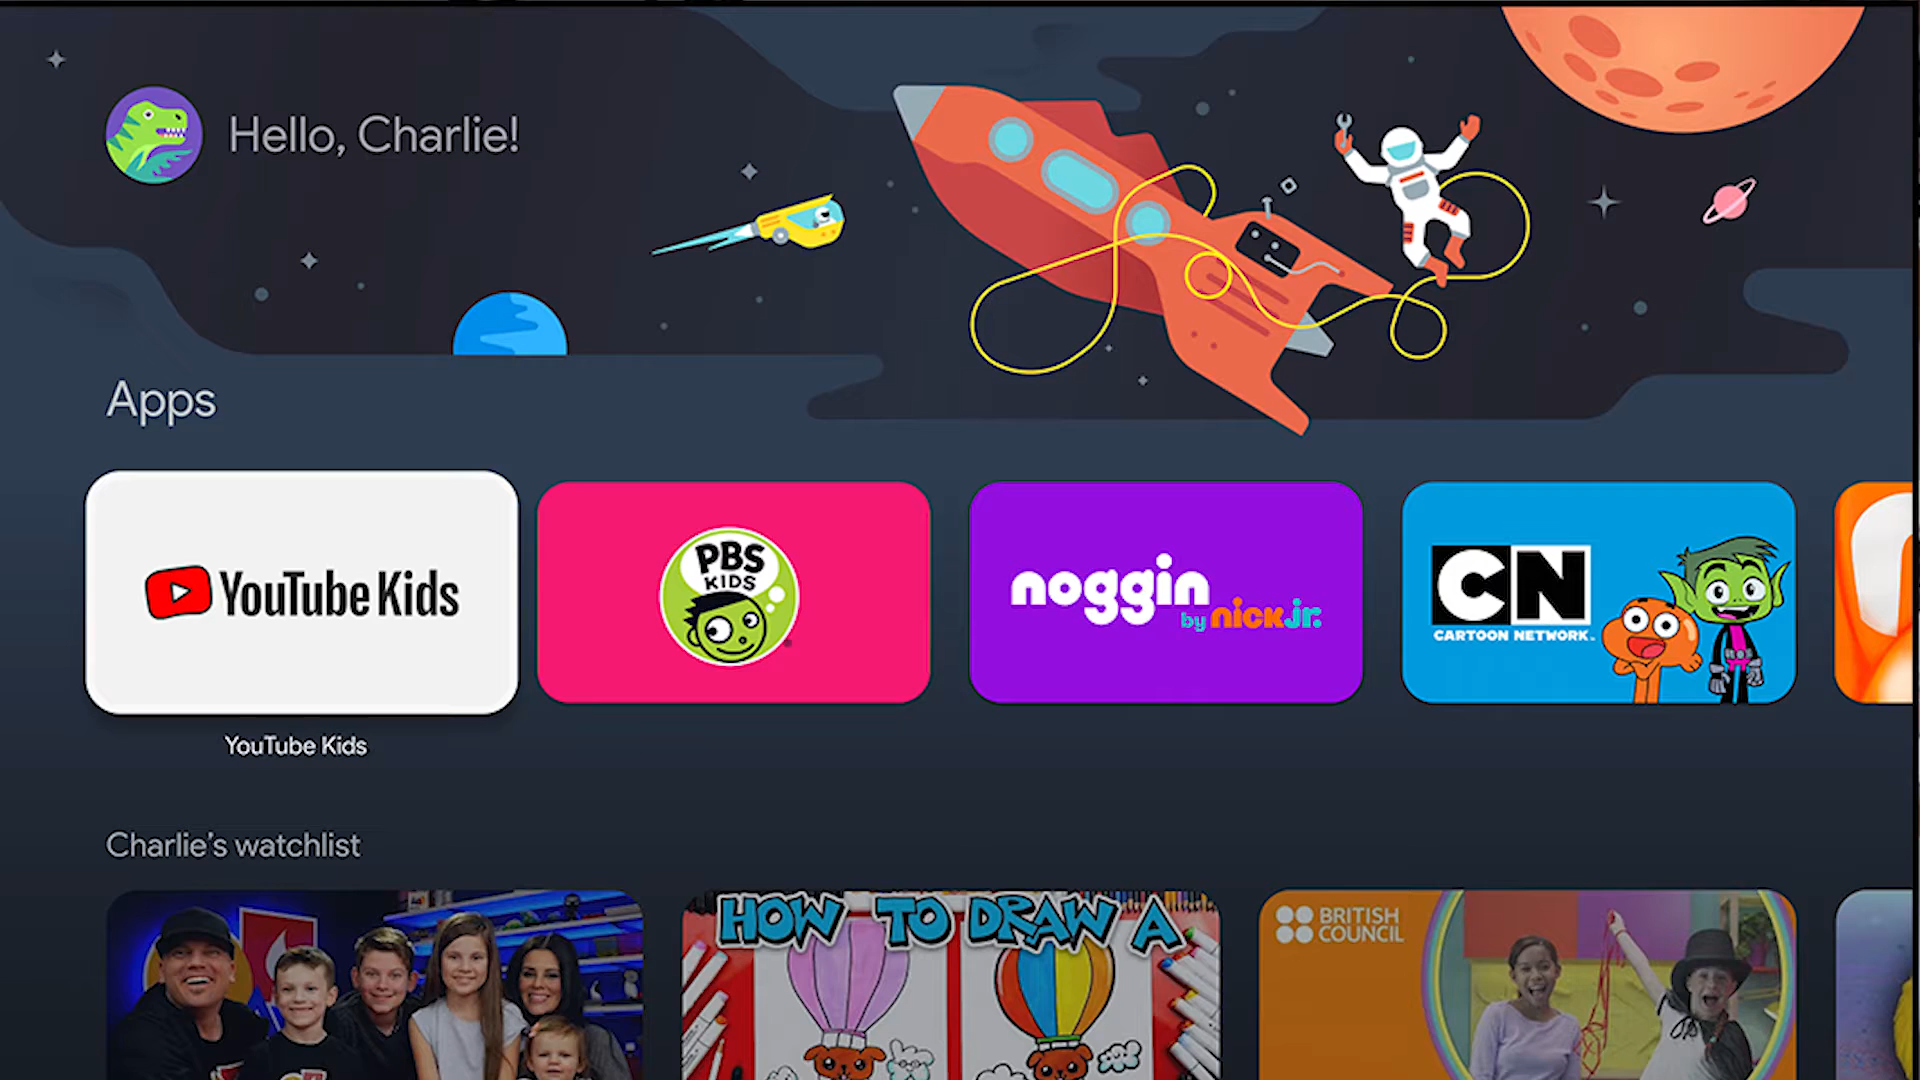 Hello, Charlie!
Apps
YouTube Kids
PBS
KIDS
noggin
by nick jr.
CN
CARTOON NETWORK
YouTube Kids
Charlie's watchlist
HOW TO DRAW A
BRITISH
COUNCIL